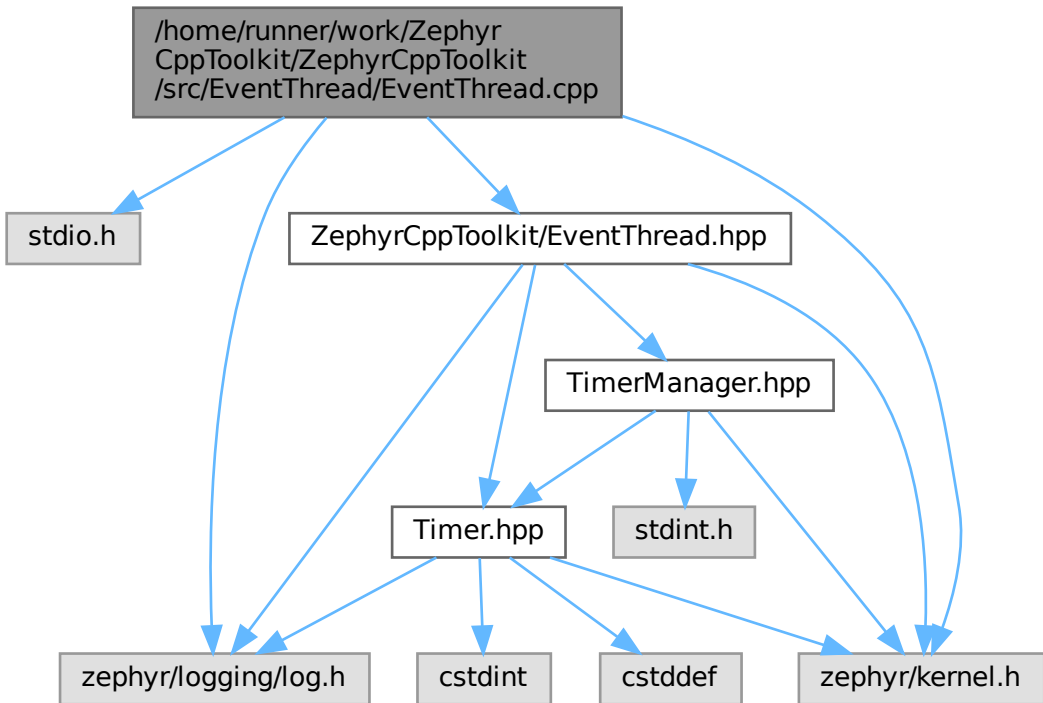 /home/runner/work/Zephyr
CppToolkit/ZephyrCppToolkit
/src/EventThread/EventThread.cpp
stdio.h
ZephyrCppToolkit/EventThread.hpp
TimerManager.hpp
Timer.hpp
stdint.h
zephyr/logging/log.h
cstdint
cstddef
zephyr/kernel.h